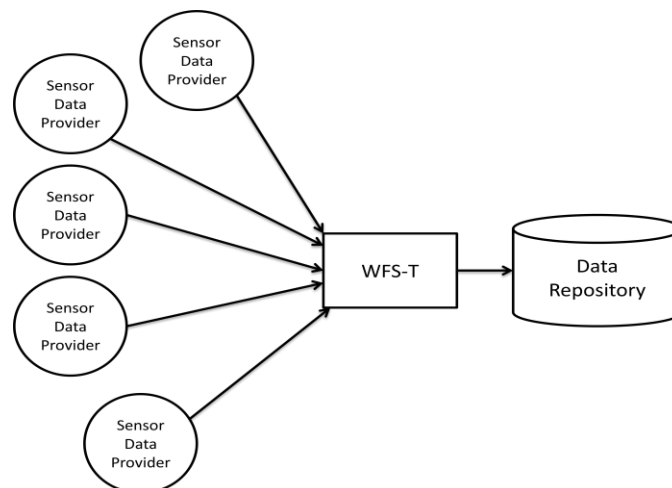 Sensor
Data
Provider
Sensor
Data
Provider
Sensor
Data
Provider
Sensor
Data
Provider
Sensor
Data
Provider
WFS-T
Data
Repository